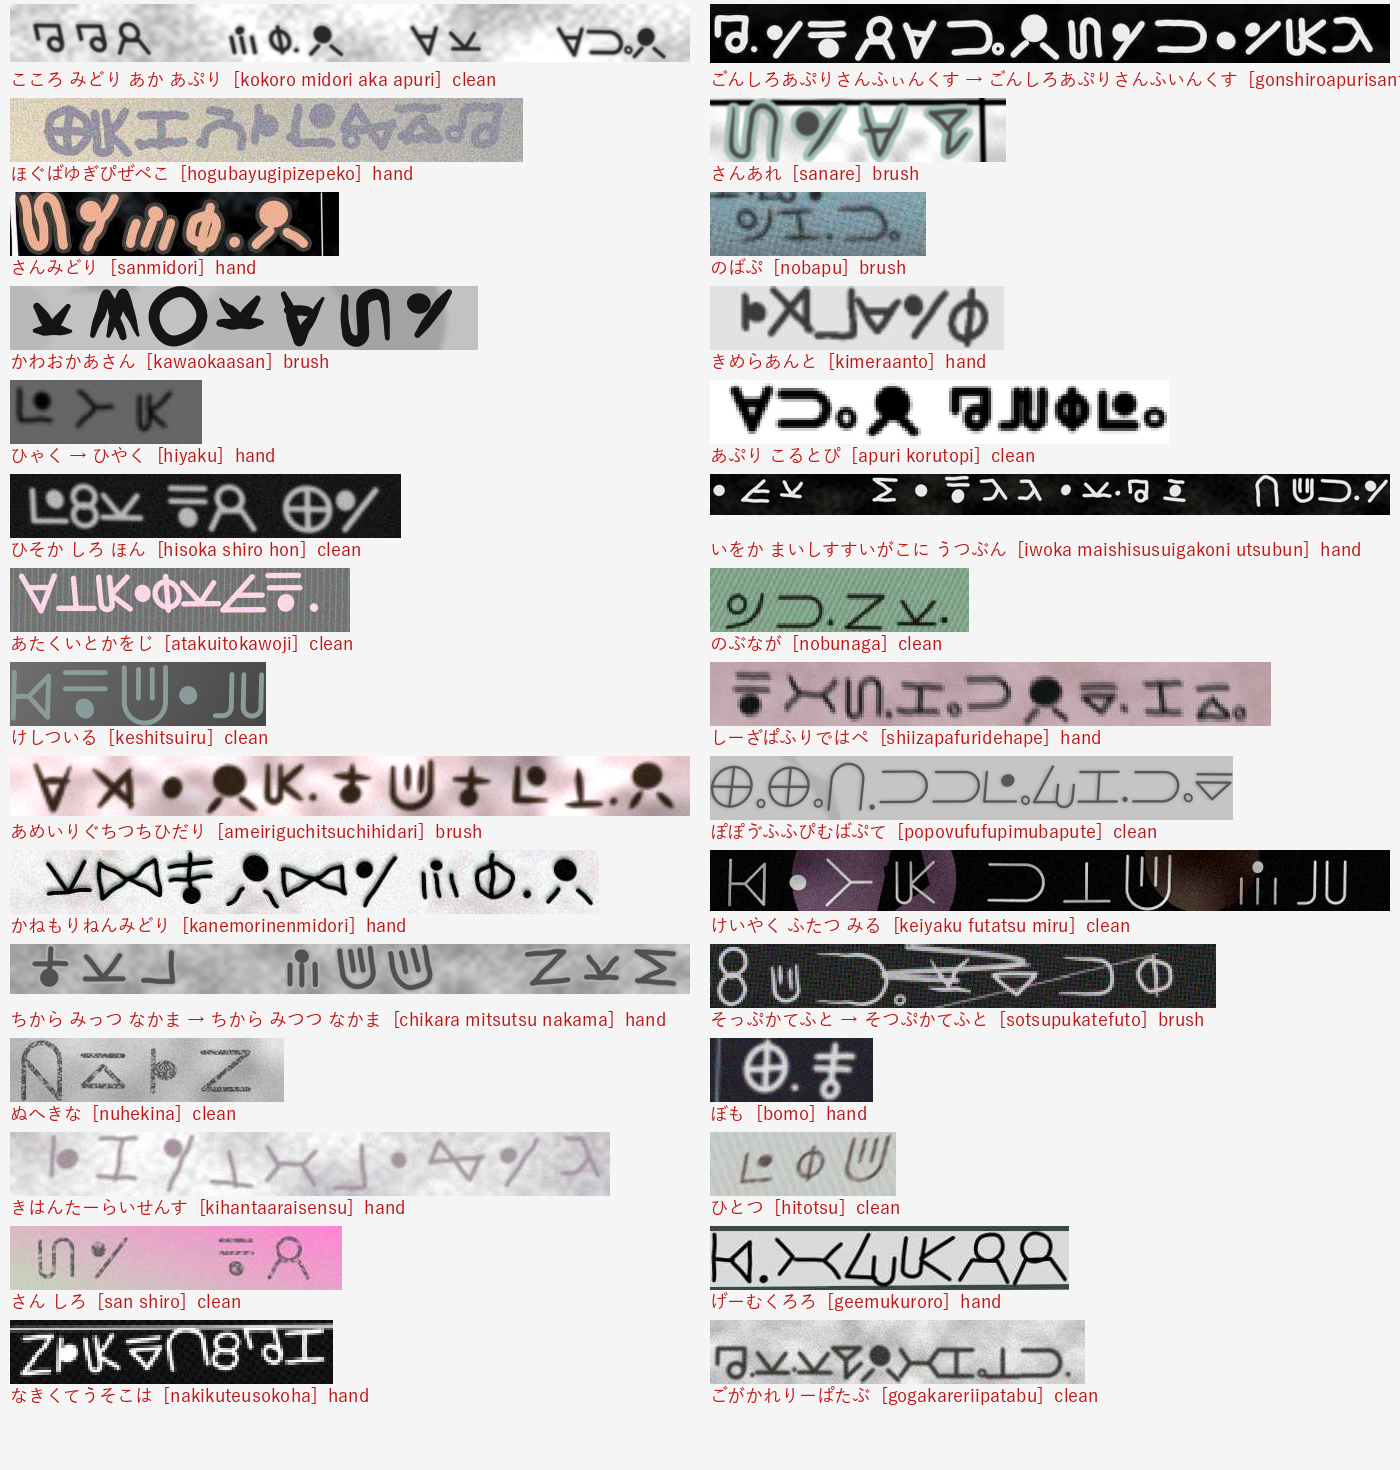 こころ みどり あか あぷり [kokoro midori aka apuri] clean
ごんしろあぷりさんふぃんくす → ごんしろあぷりさんふいんくす [gonshiroapurisan
ほぐばゆぎぴぜぺこ [hogubayugipizepeko] hand
さんあれ [sanare] brush
さんみどり [sanmidori] hand
のばぷ [nobapu] brush
かわおかあさん [kawaokaasan] brush
きめらあんと [kimeraanto] hand
ひゃく → ひやく [hiyaku] hand
あぷり こるとぴ [apuri korutopi] clean
ひそか しろ ほん [hisoka shiro hon] clean
いをか まいしすすいがこに うつぶん [iwoka maishisusuigakoni utsubun] hand
あたくいとかをじ [atakuitokawoji] clean
のぶなが [nobunaga] clean
けしついる [keshitsuiru] clean
しーざぱふりではぺ [shiizapafuridehape] hand
あめいりぐちつちひだり [ameiriguchitsuchihidari] brush
ぽぽゔふふぴむばぷて [popovufufupimubapute] clean
かねもりねんみどり [kanemorinenmidori] hand
けいやく ふたつ みる [keiyaku futatsu miru] clean
ちから みっつ なかま → ちから みつつ なかま [chikara mitsutsu nakama] hand
そっぷかてふと → そつぷかてふと [sotsupukatefuto] brush
ぬへきな [nuhekina] clean
ぼも [bomo] hand
きはんたーらいせんす [kihantaaraisensu] hand
ひとつ [hitotsu] clean
さん しろ [san shiro] clean
げーむくろろ [geemukuroro] hand
なきくてうそこは [nakikuteusokoha] hand
ごがかれりーぱたぶ [gogakareriipatabu] clean